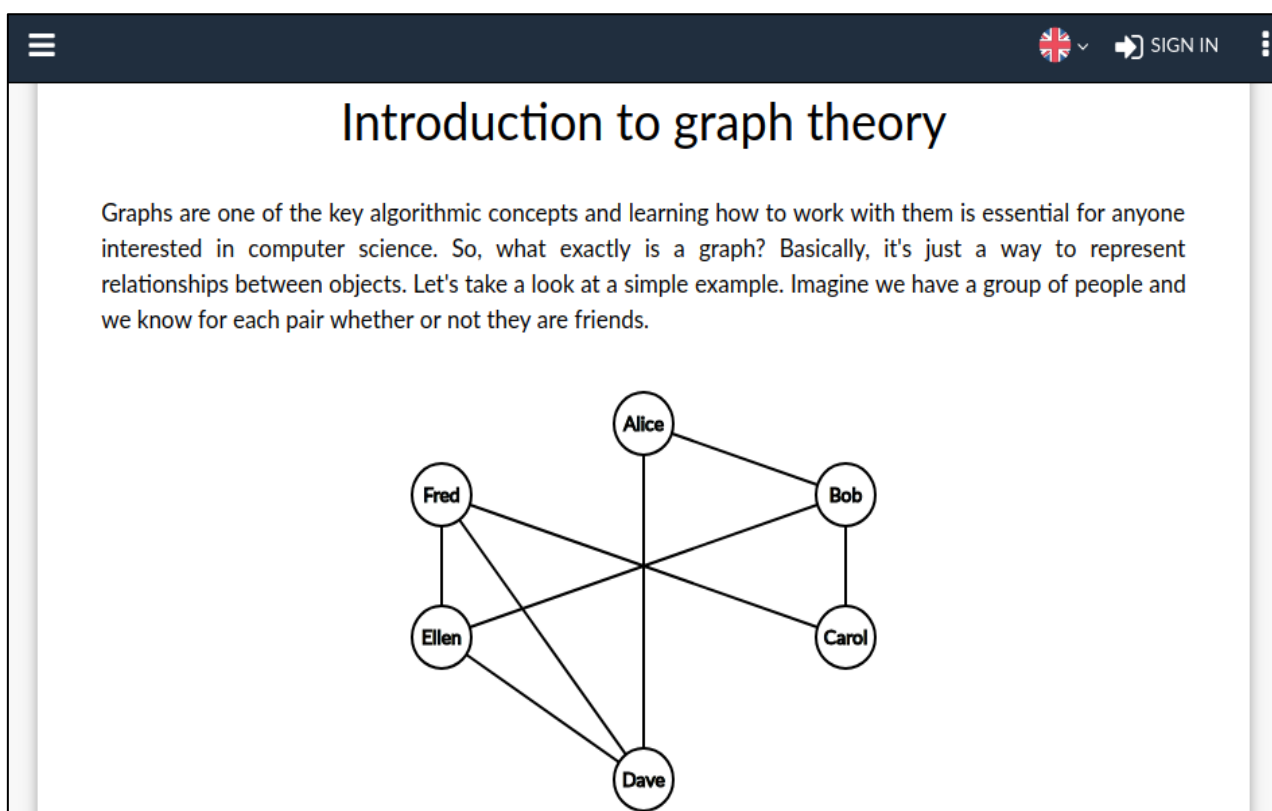 SIGN IN
Introduction to graph theory
Graphs are one of the key algorithmic concepts and learning how to work with them is essential for anyone
interested in computer science. So, what exactly is a graph? Basically, it's just a way to represent
relationships between objects. Let's take a look at a simple example. Imagine we have a group of people and
we know for each pair whether or not they are friends.
Alice
Fred
Bob
Ellen
Carol
Dave